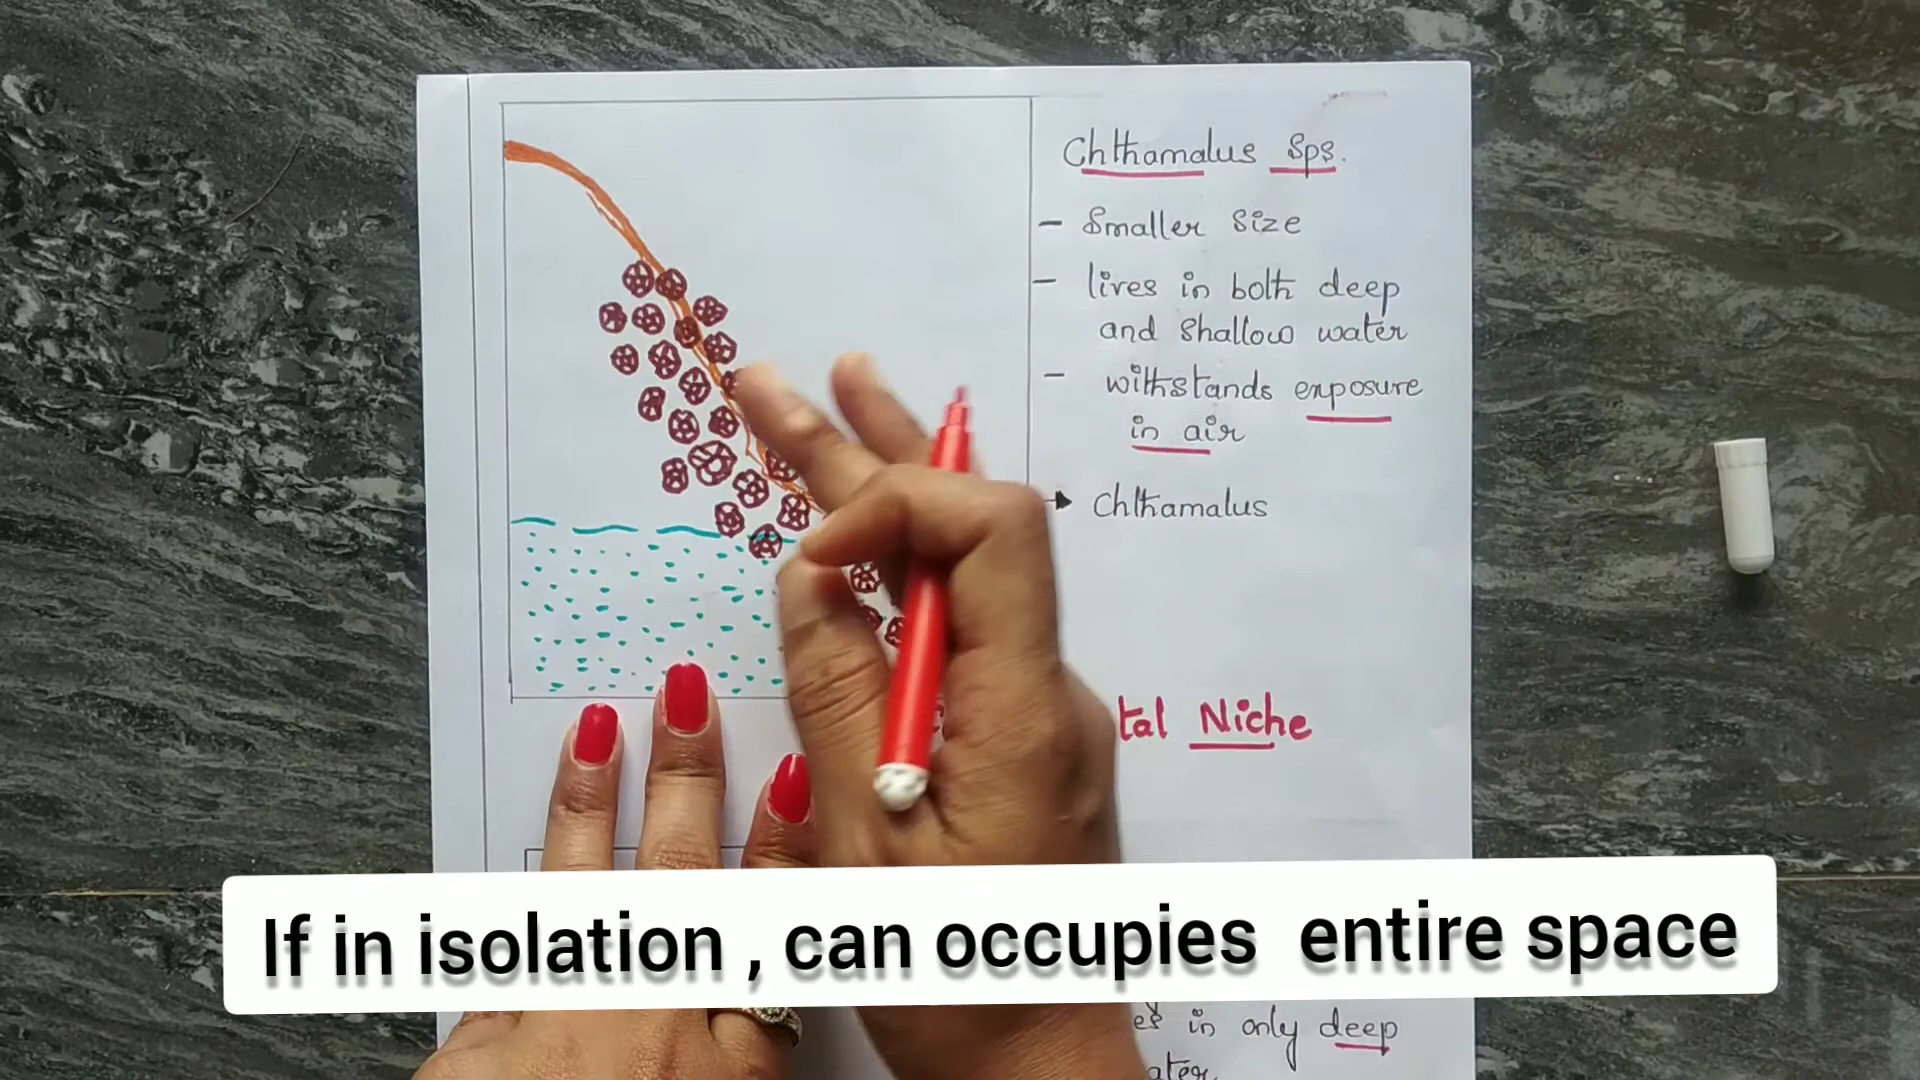 Chthamalus Sps.
- Smaller Size
- lives in both deep
and Shallow water
- withstands exposure
in air
Chthamalus
tal Niche
If in isolation , can occupies entire space
in only deep